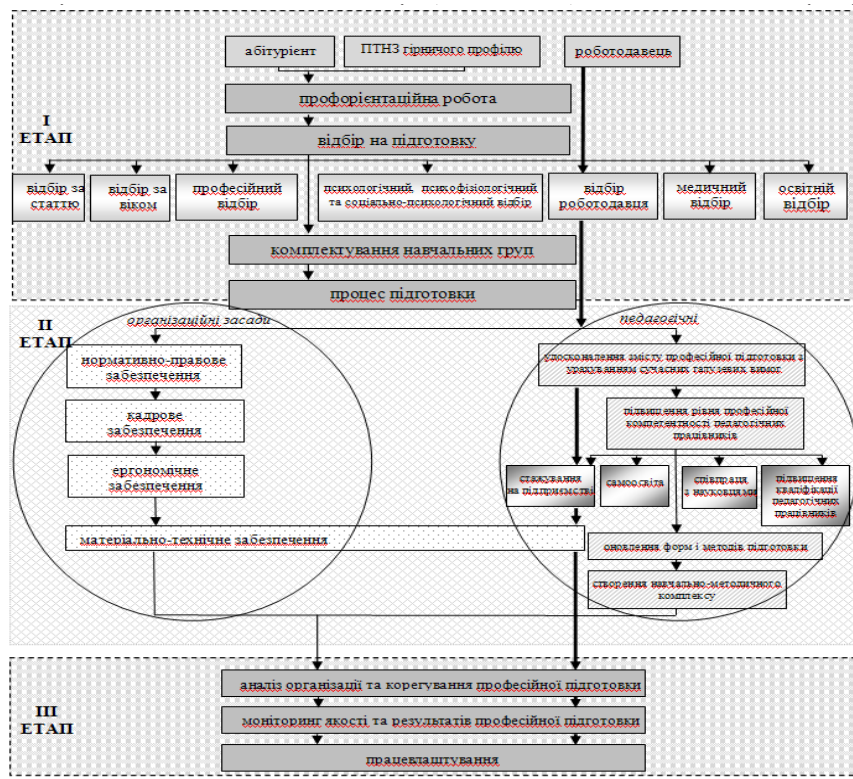 абітурієнт
ПТНЗ гірничого профілю
роботодавець
профорієнтаційна робота
І
ЕТАП
відбір на підготовку
відбір за
статтю
відбір за
віком
професійний
відбір
психологічний, психофізіологічний
та соціально-психологічний відбір
відбір
роботодавця
медичний
відбір
освітній
відбір
комплектування навчальних груп
процес підготовки
ІІ
ЕТАП
організаційні засади
педагогічні
нормативно-правове
забезпечення
удосконалення змісту професійної підготовки з
урахуванням сучасних галузевих вимог
кадрове
забезпечення
підвищення рівня професійної
компетентності педагогічних
працівників
ергономічне
забезпечення
стажування
на підприємстві
самоосвіта
співпраця
з науковцями
підвищення
кваліфікації
педагогічних
працівників
матеріально-технічне забезпечення
оновлення форм і методів підготовки
створення навчально-методичного
комплексу
ІІІ
ЕТАП
аналіз організації та корегування професійної підготовки
моніторинг якості та результатів професійної підготовки
працевлаштування